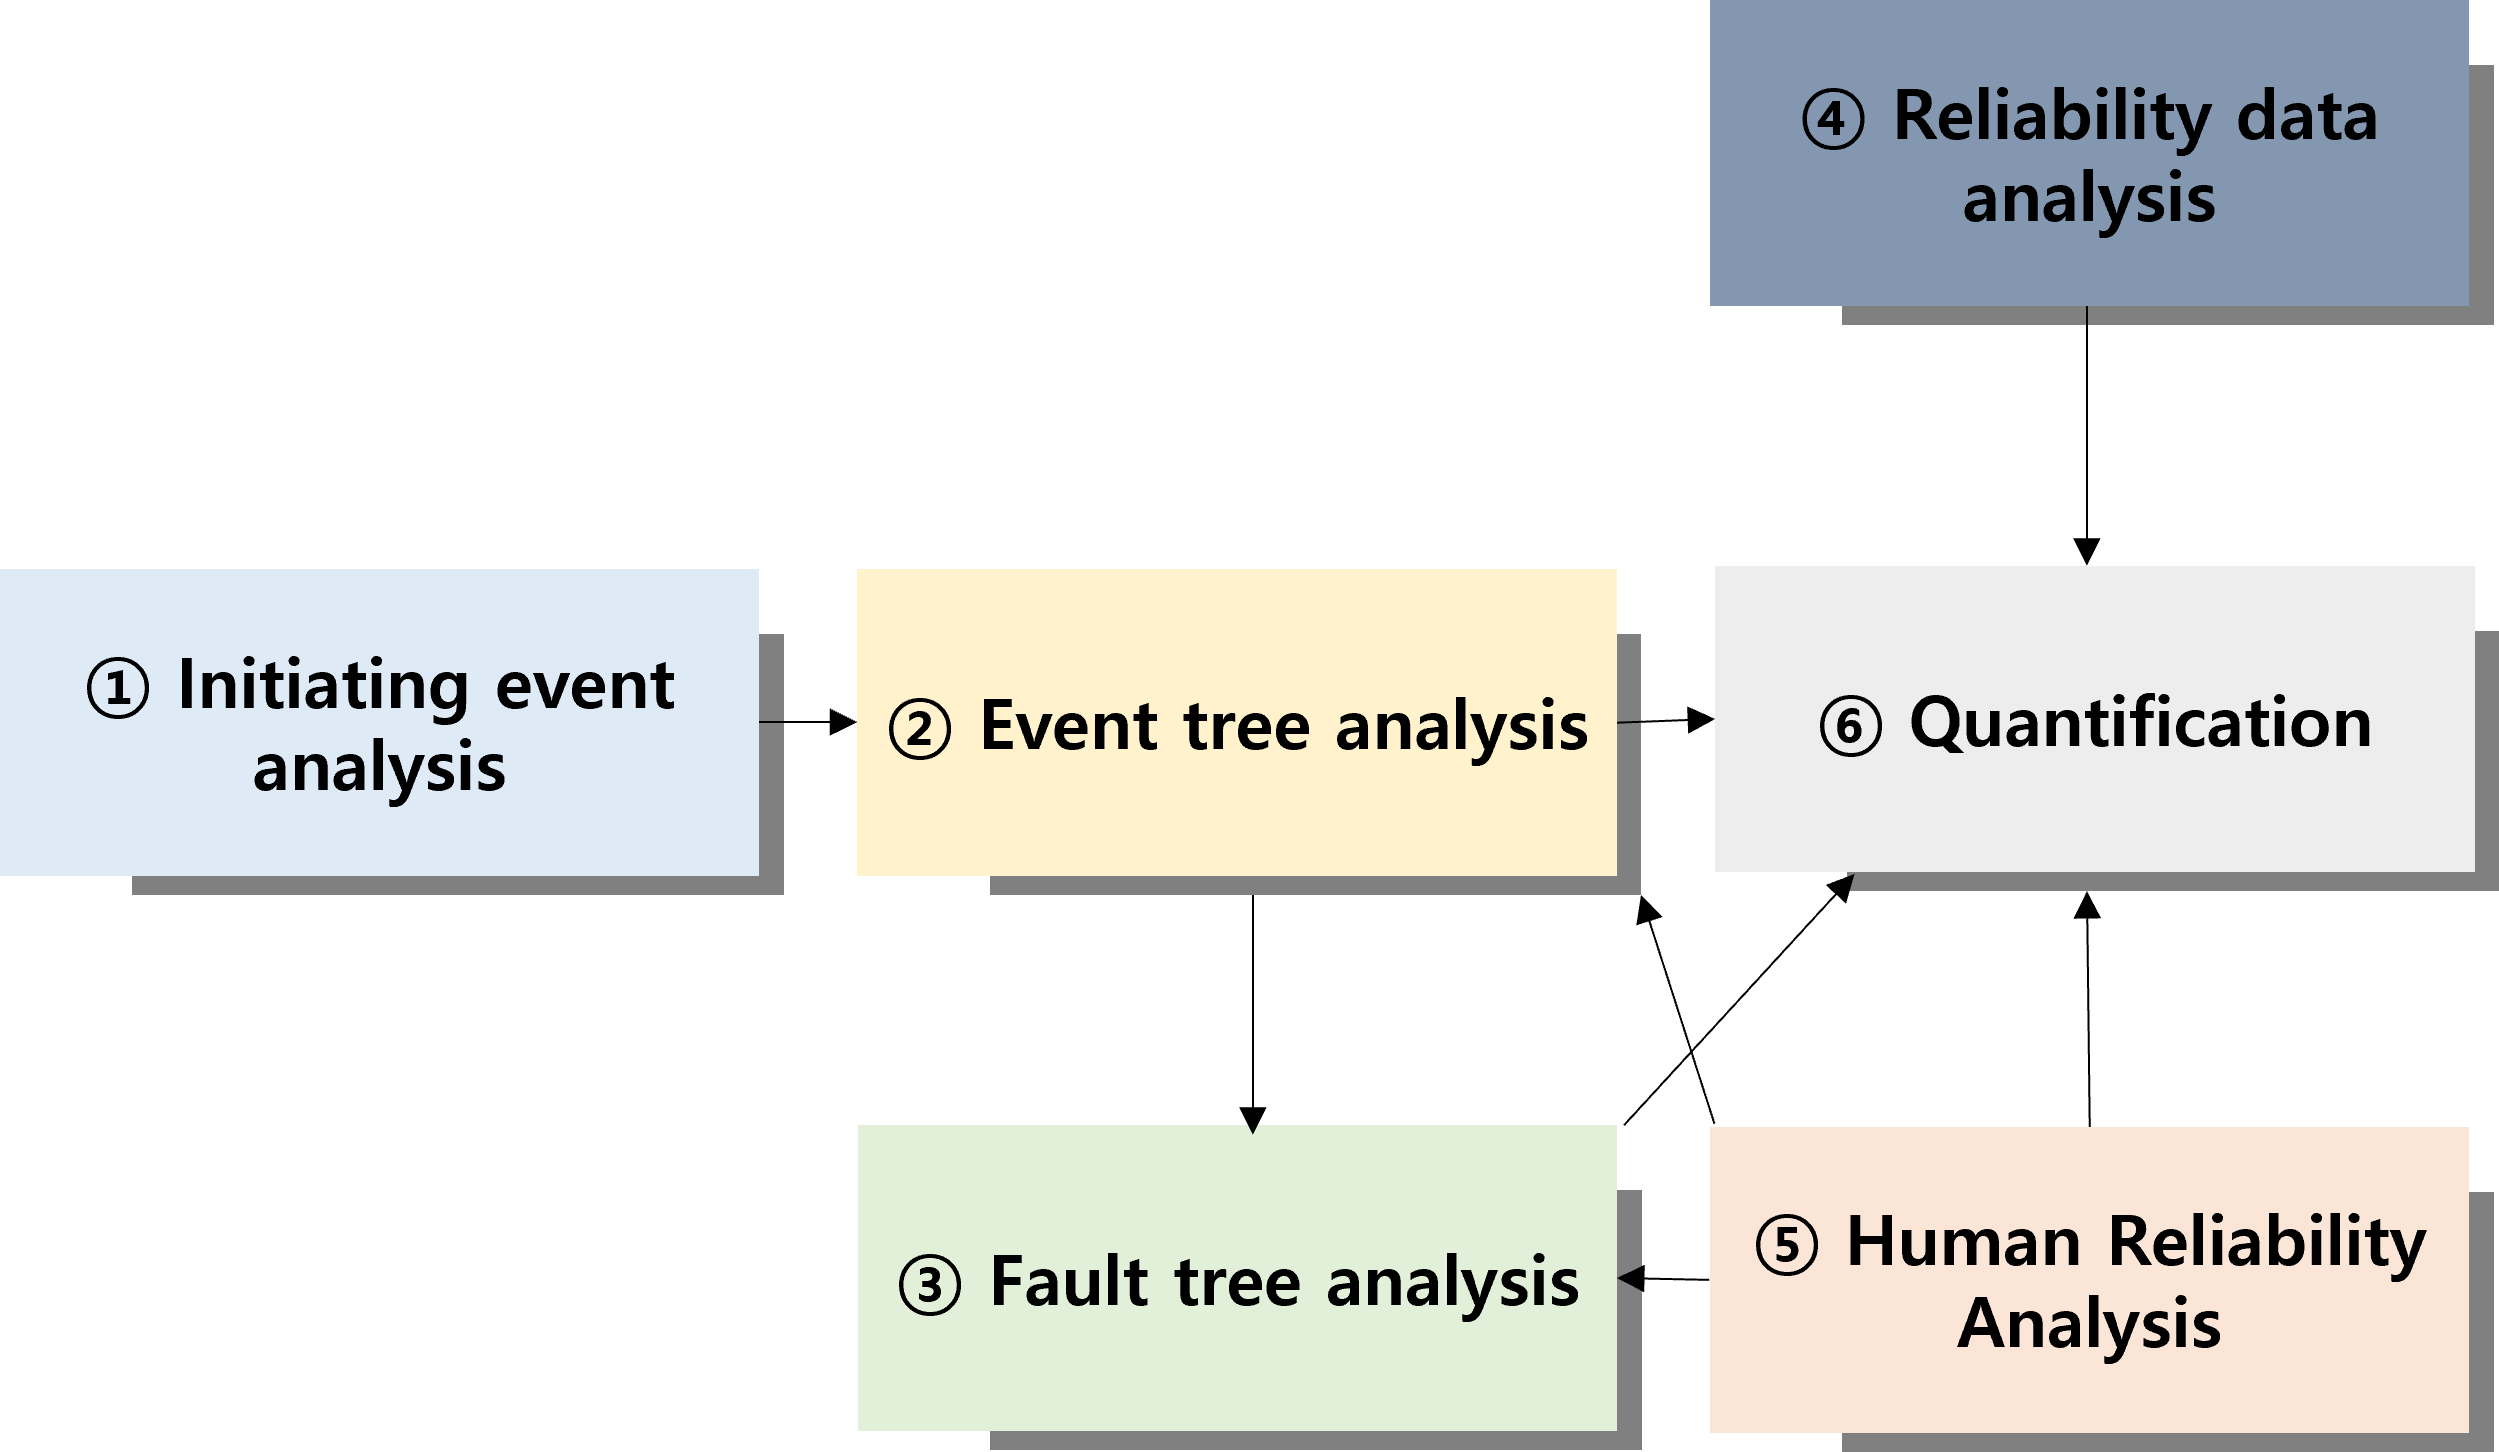 ④ Reliability data
analysis
① Initiating event
analysis
② Event tree analysis
⑥ Quantification
③ Fault tree analysis
⑤ Human Reliability
Analysis